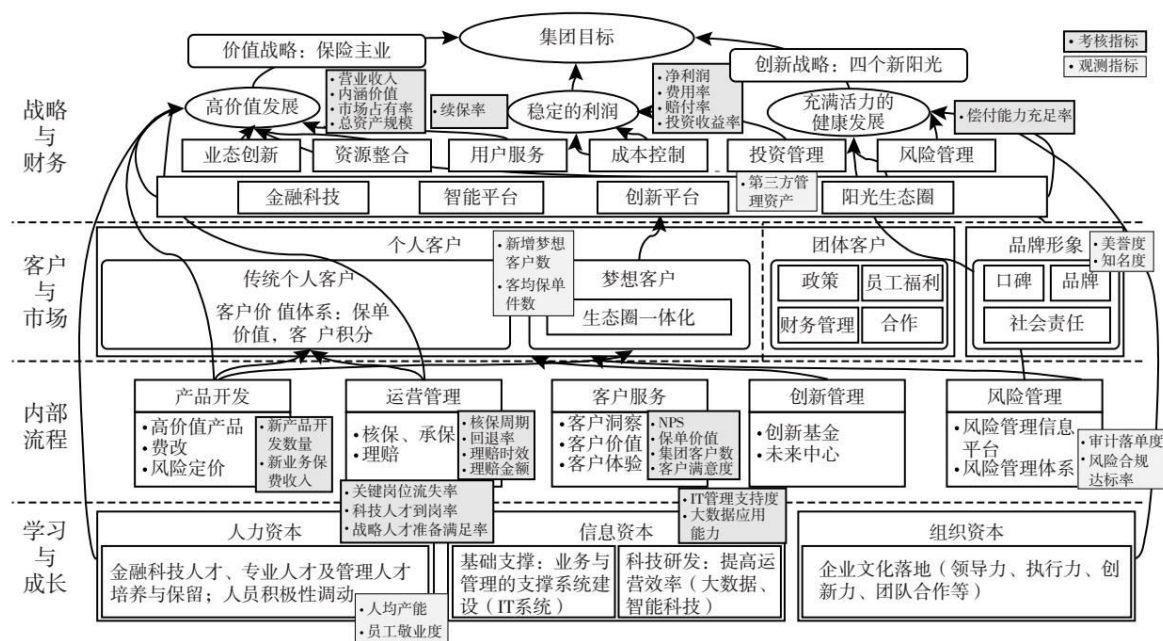 集团目标
价值战略：保险主业
创新战略：四个新阳光
• 考核指标
• 观测指标
战略
与
财务
高价值发展
• 营业收入
• 内涵价值
• 市场占有率
• 总资产规模
• 续保率
稳定的利润
• 净利润
• 费用率
• 赔付率
• 投资收益率
充满活力的
健康发展
• 偿付能力充足率
业态创新
资源整合
用户服务
成本控制
投资管理
风险管理
金融科技
智能平台
创新平台
• 第三方管
理资产
阳光生态圈
客户
与
市场
个人客户
传统个人客户
客户价 值体系：保单
价值，客 户积分
• 新增梦想
客户数
• 客均保单
件数
梦想客户
生态圈一体化
团体客户
政策
员工福利
财务管理
合作
品牌形象
口碑
品牌
社会责任
• 美誉度
• 知名度
内部
流程
产品开发
•高价值产品
•费改
•风险定价
• 新产品开
发数量
• 新业务保
费收入
运营管理
•核保、承保
•理赔
• 核保周期
• 回退率
• 理赔时效
• 理赔金额
客户服务
•客户洞察
•客户价值
•客户体验
• NPS
• 保单价值
• 集团客户数
• 客户满意度
创新管理
•创新基金
•未来中心
风险管理
•风险管理信息
平台
•风险管理体系
• 审计落单度
• 风险合规
达标率
学习
与
成长
人力资本
• 关键岗位流失率
• 科技人才到岗率
• 战略人才准备满足率
金融科技人才、专业人才及管理人才
培养与保留；人员积极性调动
• 人均产能
• 员工敬业度
信息资本
• IT管理支持度
• 大数据应用
能力
基础支撑：业务与
管理的支撑系统建
设（IT系统）
科技研发：提高运
营效率（大数据、
智能科技）
组织资本
企业文化落地（领导力、执行力、创
新力、团队合作等）